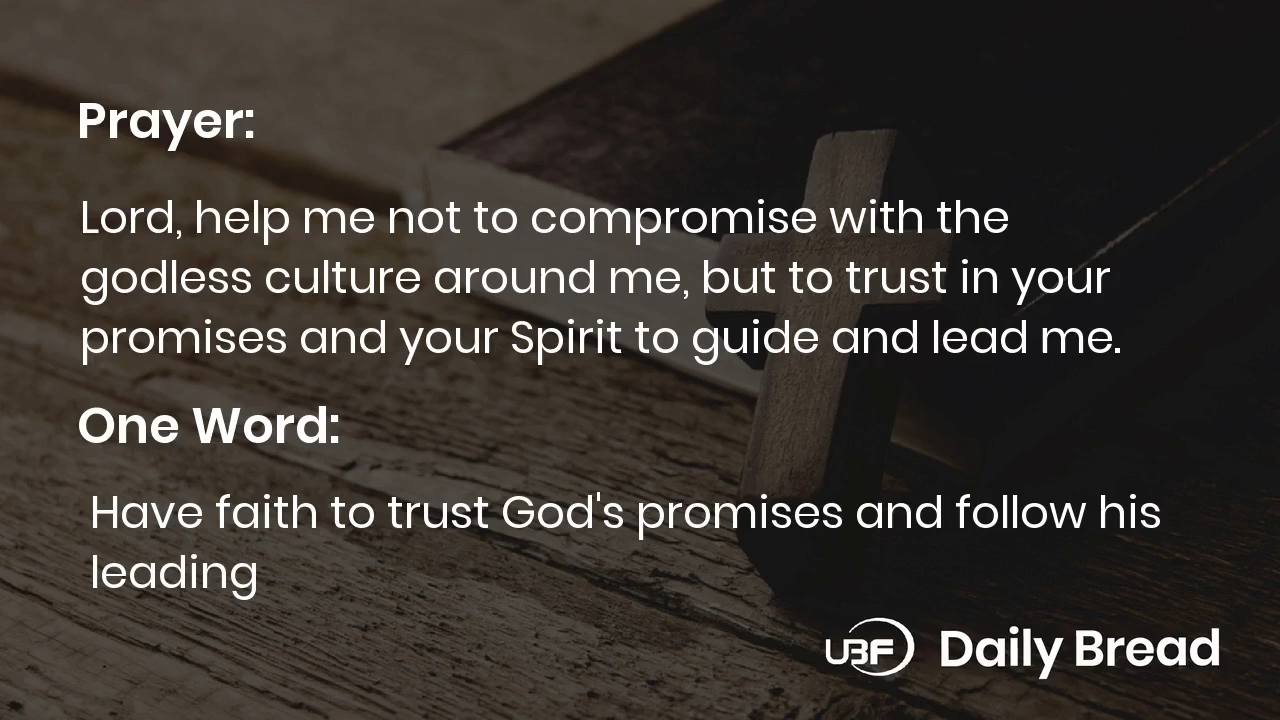 Prayer:
Lord, help me not to compromise with the
godless culture around me, but to trust in your
promises and your Spirit to guide and lead me.
One Word:
Have faith to trust God's promises and follow his
leading
UBF Daily Bread